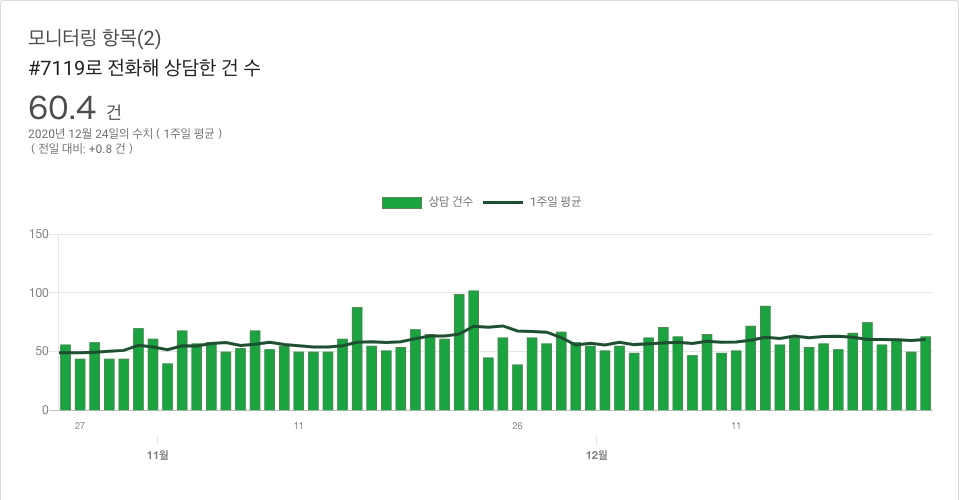 모니터링 항목(2)
#7119로 전화해 상담한 건 수
60.4 건
2020년 12월 24일의 수치 ( 1주일 평균 )
( 전일 대비: +0.8 건 )
상담 건수 1주일 평균
150
100
50
0
27 11 26 11
11월 12월